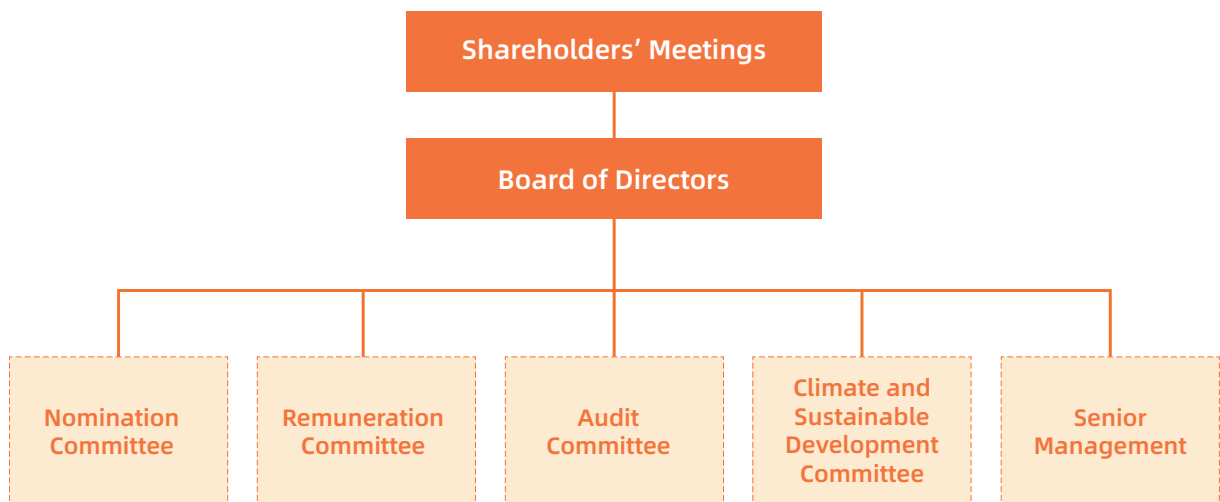 Shareholders’ Meetings
Board of Directors
Nomination
Committee
Remuneration
Committee
Audit
Committee
Climate and
Sustainable
Development
Committee
Senior
Management